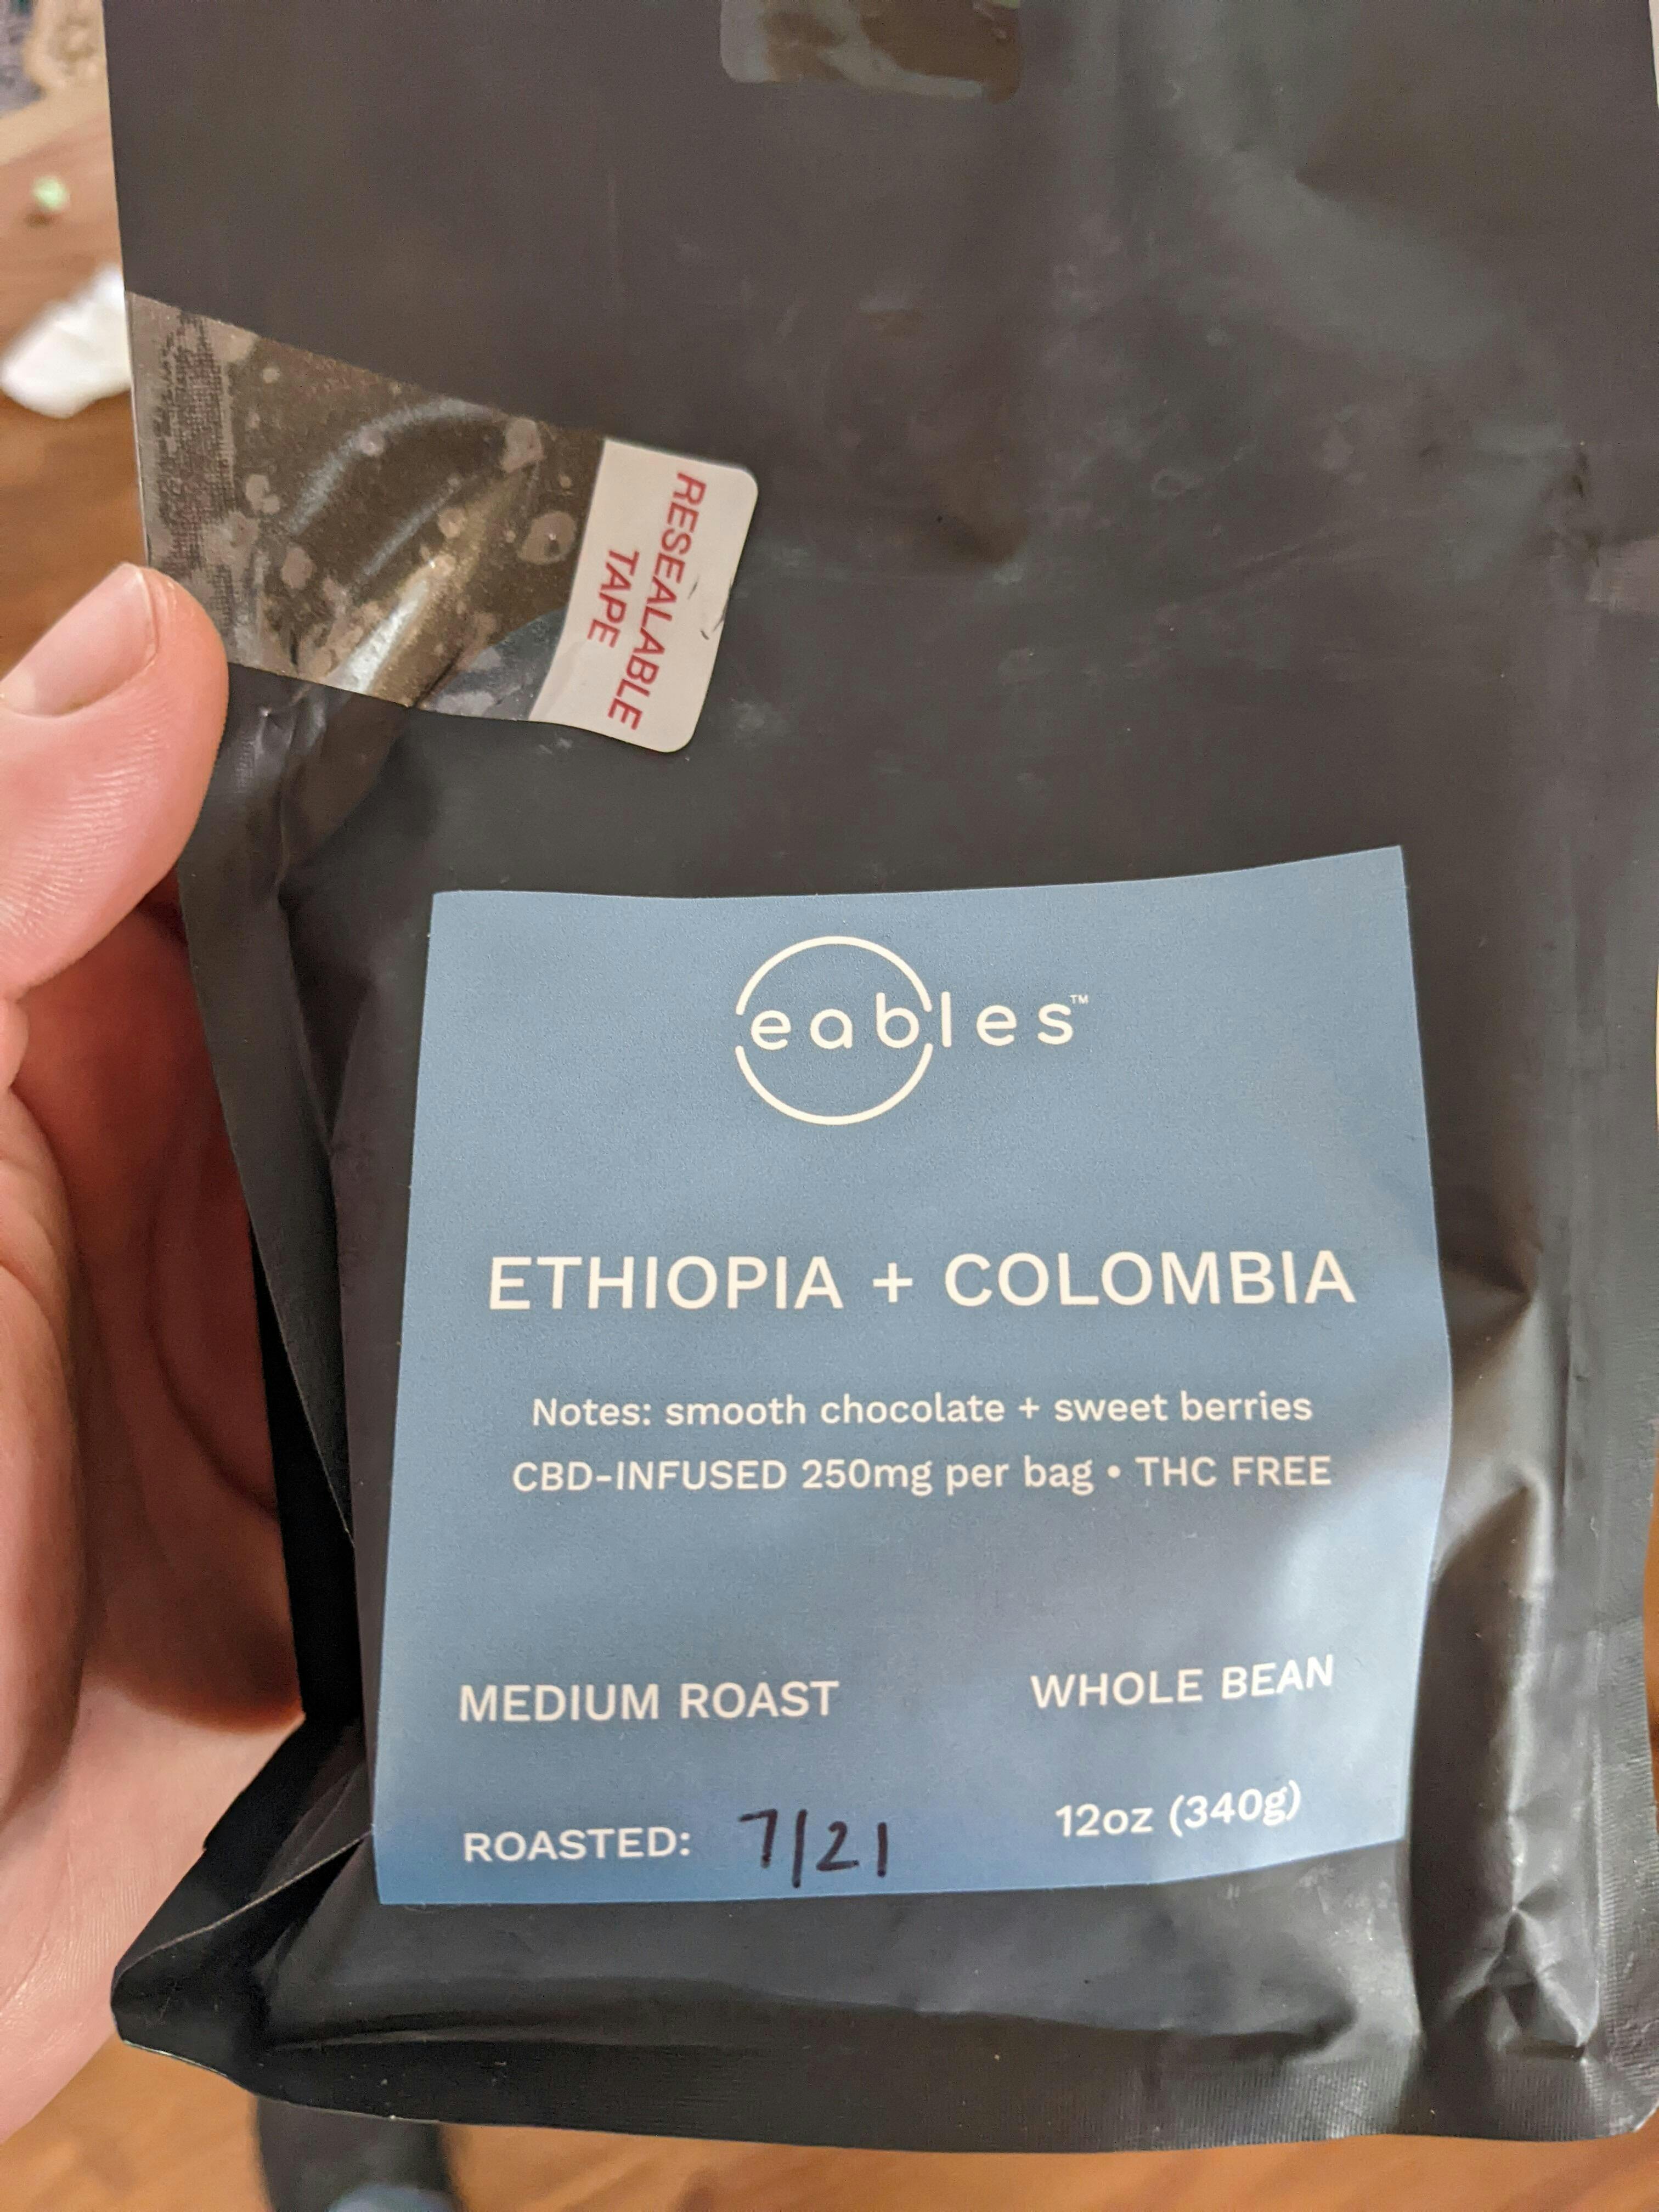 RESEALABLE
TAPE
eables™
ETHIOPIA + COLOMBIA
Notes: smooth chocolate + sweet berries
CBD-INFUSED 250mg per bag • THC FREE
MEDIUM ROAST
WHOLE BEAN
ROASTED: 7/21
12oz (340g)